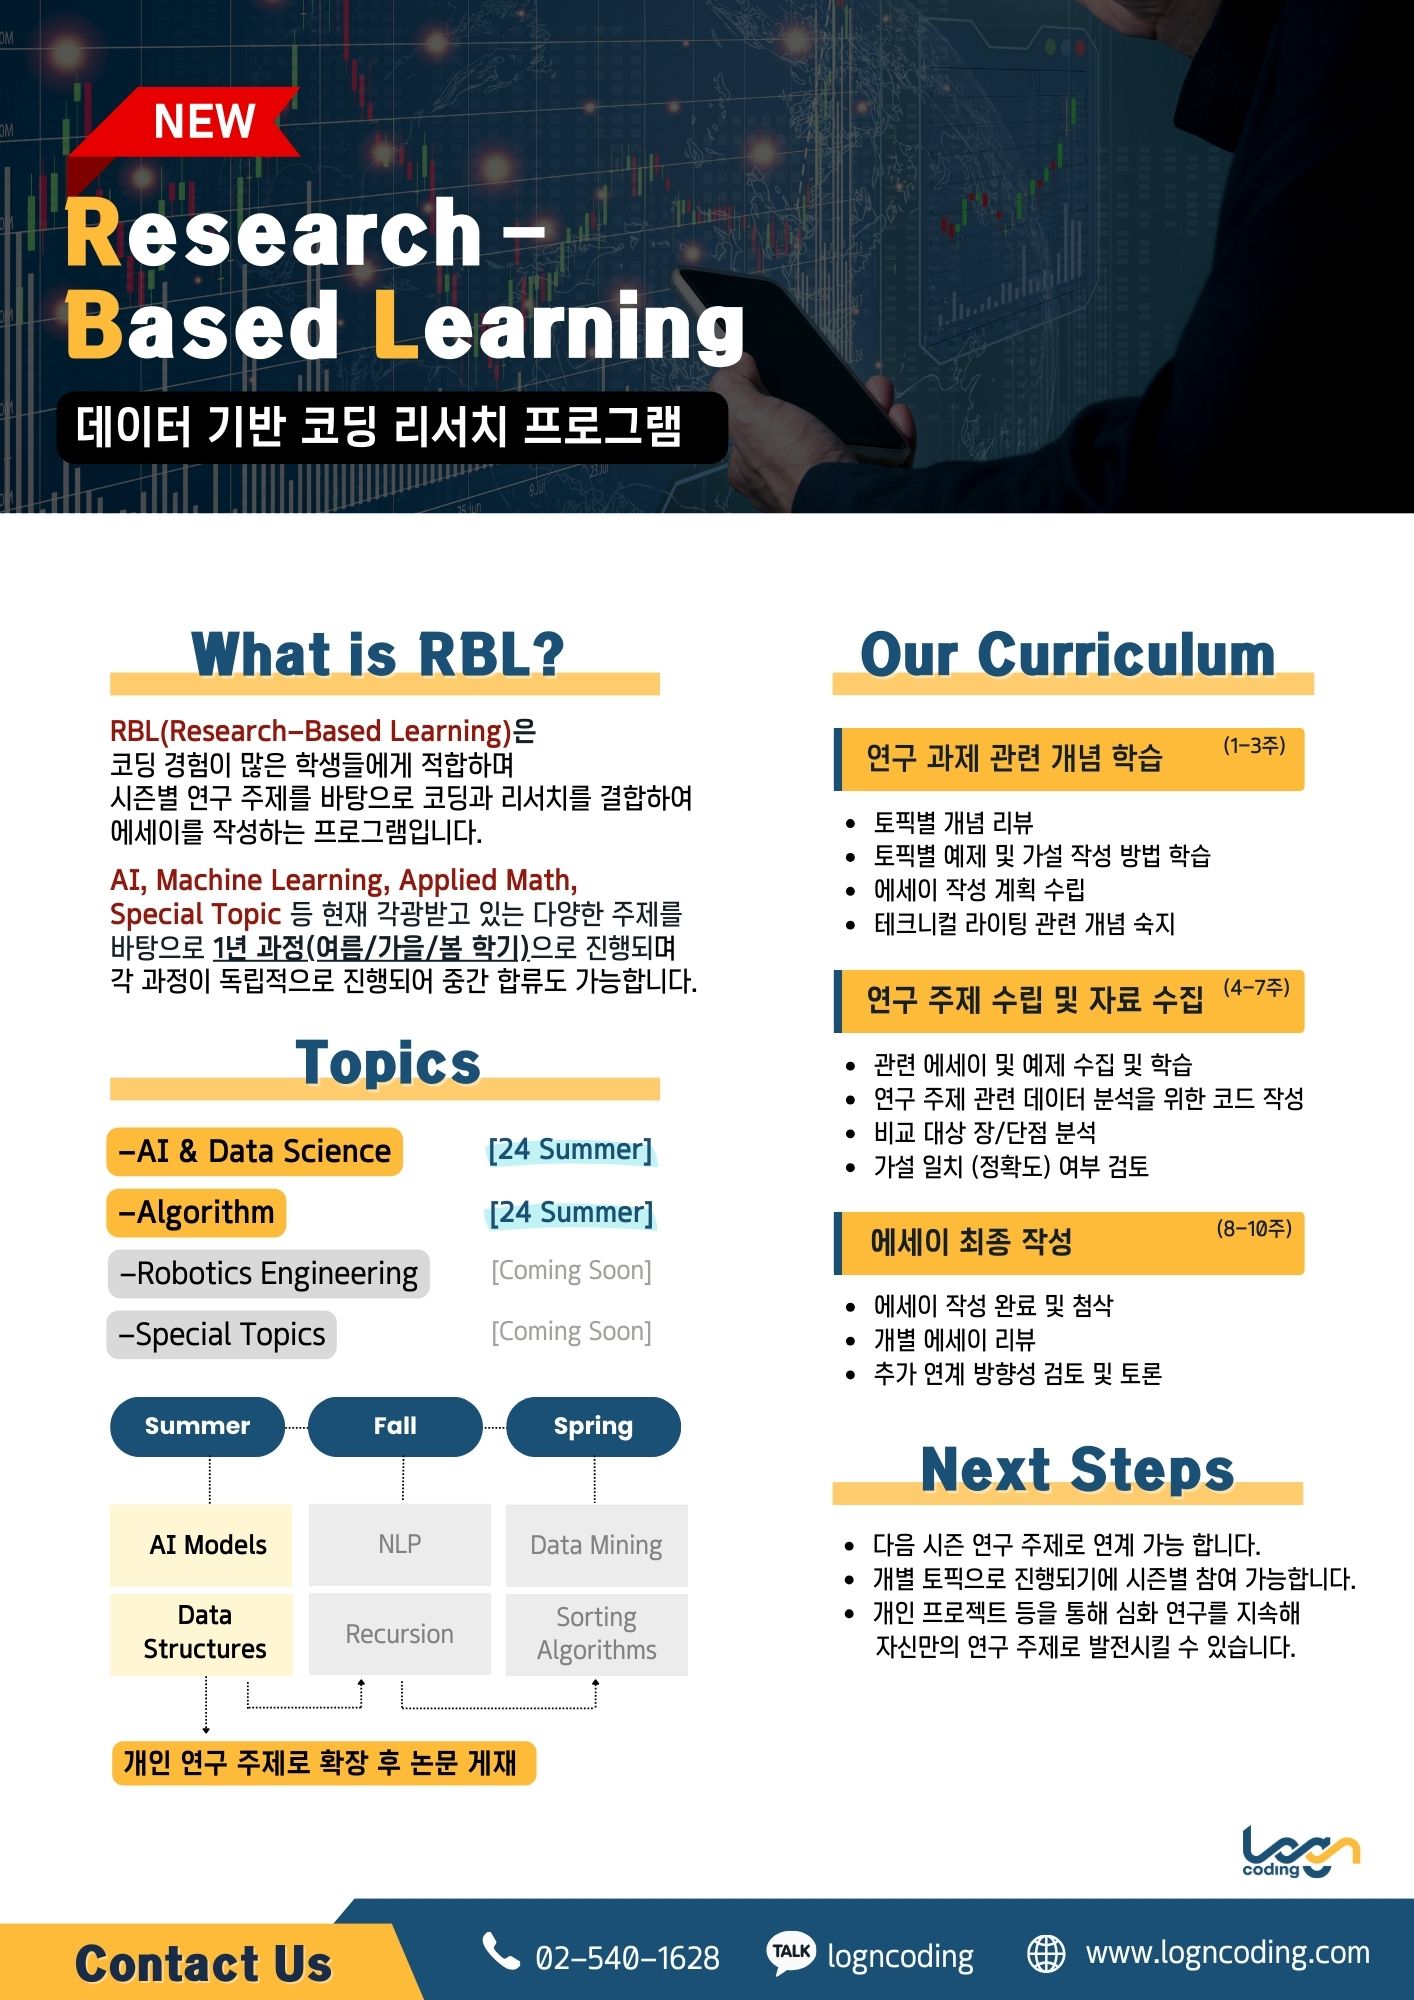 NEW
Research-
Based Learning
데이터 기반 코딩 리서치 프로그램
What is RBL?
RBL(Research-Based Learning)은
코딩 경험이 많은 학생들에게 적합하며
시즌별 연구 주제를 바탕으로 코딩과 리서치를 결합하여
에세이를 작성하는 프로그램입니다.
AI, Machine Learning, Applied Math,
Special Topic 등 현재 각광받고 있는 다양한 주제를
바탕으로 1년 과정(여름/가을/봄 학기)으로 진행되며
각 과정이 독립적으로 진행되어 중간 합류도 가능합니다.
Topics
-AI & Data Science [24 Summer]
-Algorithm [24 Summer]
-Robotics Engineering [Coming Soon]
-Special Topics [Coming Soon]
Summer Fall Spring
AI Models NLP Data Mining
Data Structures Recursion Sorting Algorithms
개인 연구 주제로 확장 후 논문 게재
Our Curriculum
연구 과제 관련 개념 학습 (1-3주)
• 토픽별 개념 리뷰
• 토픽별 예제 및 가설 작성 방법 학습
• 에세이 작성 계획 수립
• 테크니컬 라이팅 관련 개념 숙지
연구 주제 수립 및 자료 수집 (4-7주)
• 관련 에세이 및 예제 수집 및 학습
• 연구 주제 관련 데이터 분석을 위한 코드 작성
• 비교 대상 장/단점 분석
• 가설 일치 (정확도) 여부 검토
에세이 최종 작성 (8-10주)
• 에세이 작성 완료 및 첨삭
• 개별 에세이 리뷰
• 추가 연계 방향성 검토 및 토론
Next Steps
• 다음 시즌 연구 주제로 연계 가능 합니다.
• 개별 토픽으로 진행되기에 시즌별 참여 가능합니다.
• 개인 프로젝트 등을 통해 심화 연구를 지속해
자신만의 연구 주제로 발전시킬 수 있습니다.
logn
coding
Contact Us
02-540-1628
TALK logncoding
www.logncoding.com